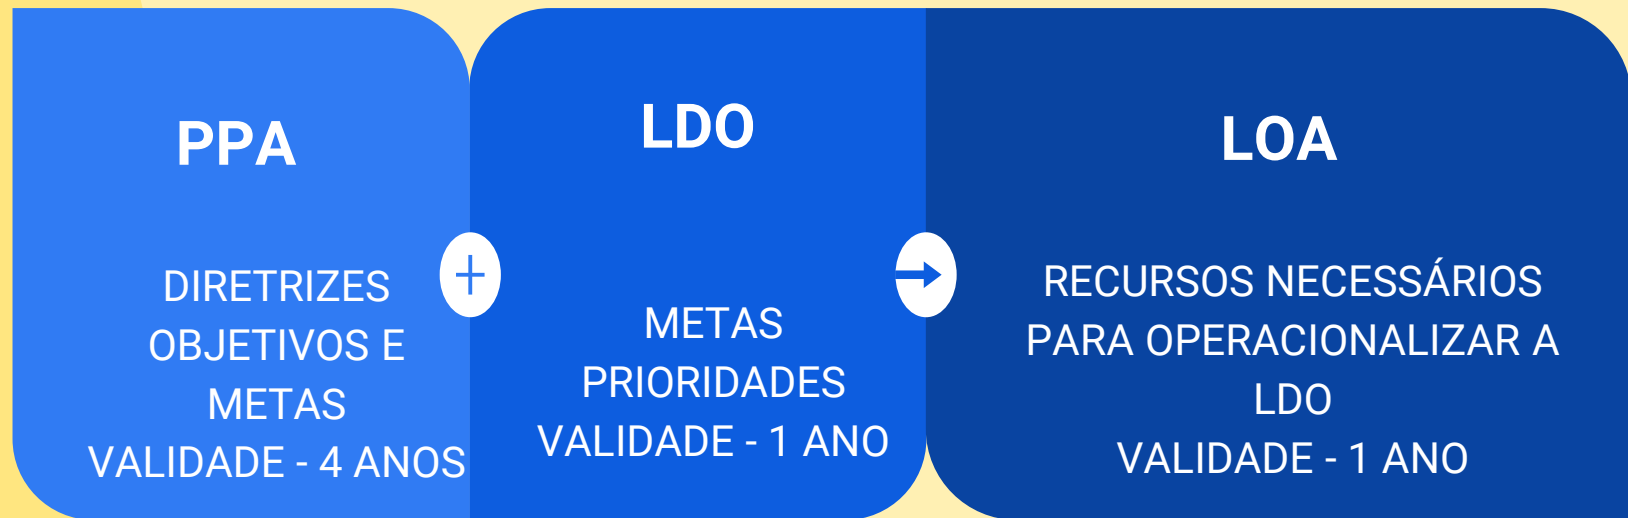 PPA
DIRETRIZES
OBJETIVOS E
METAS
VALIDADE - 4 ANOS
LDO
METAS
PRIORIDADES
VALIDADE - 1 ANO
LOA
RECURSOS NECESSÁRIOS
PARA OPERACIONALIZAR A
LDO
VALIDADE - 1 ANO